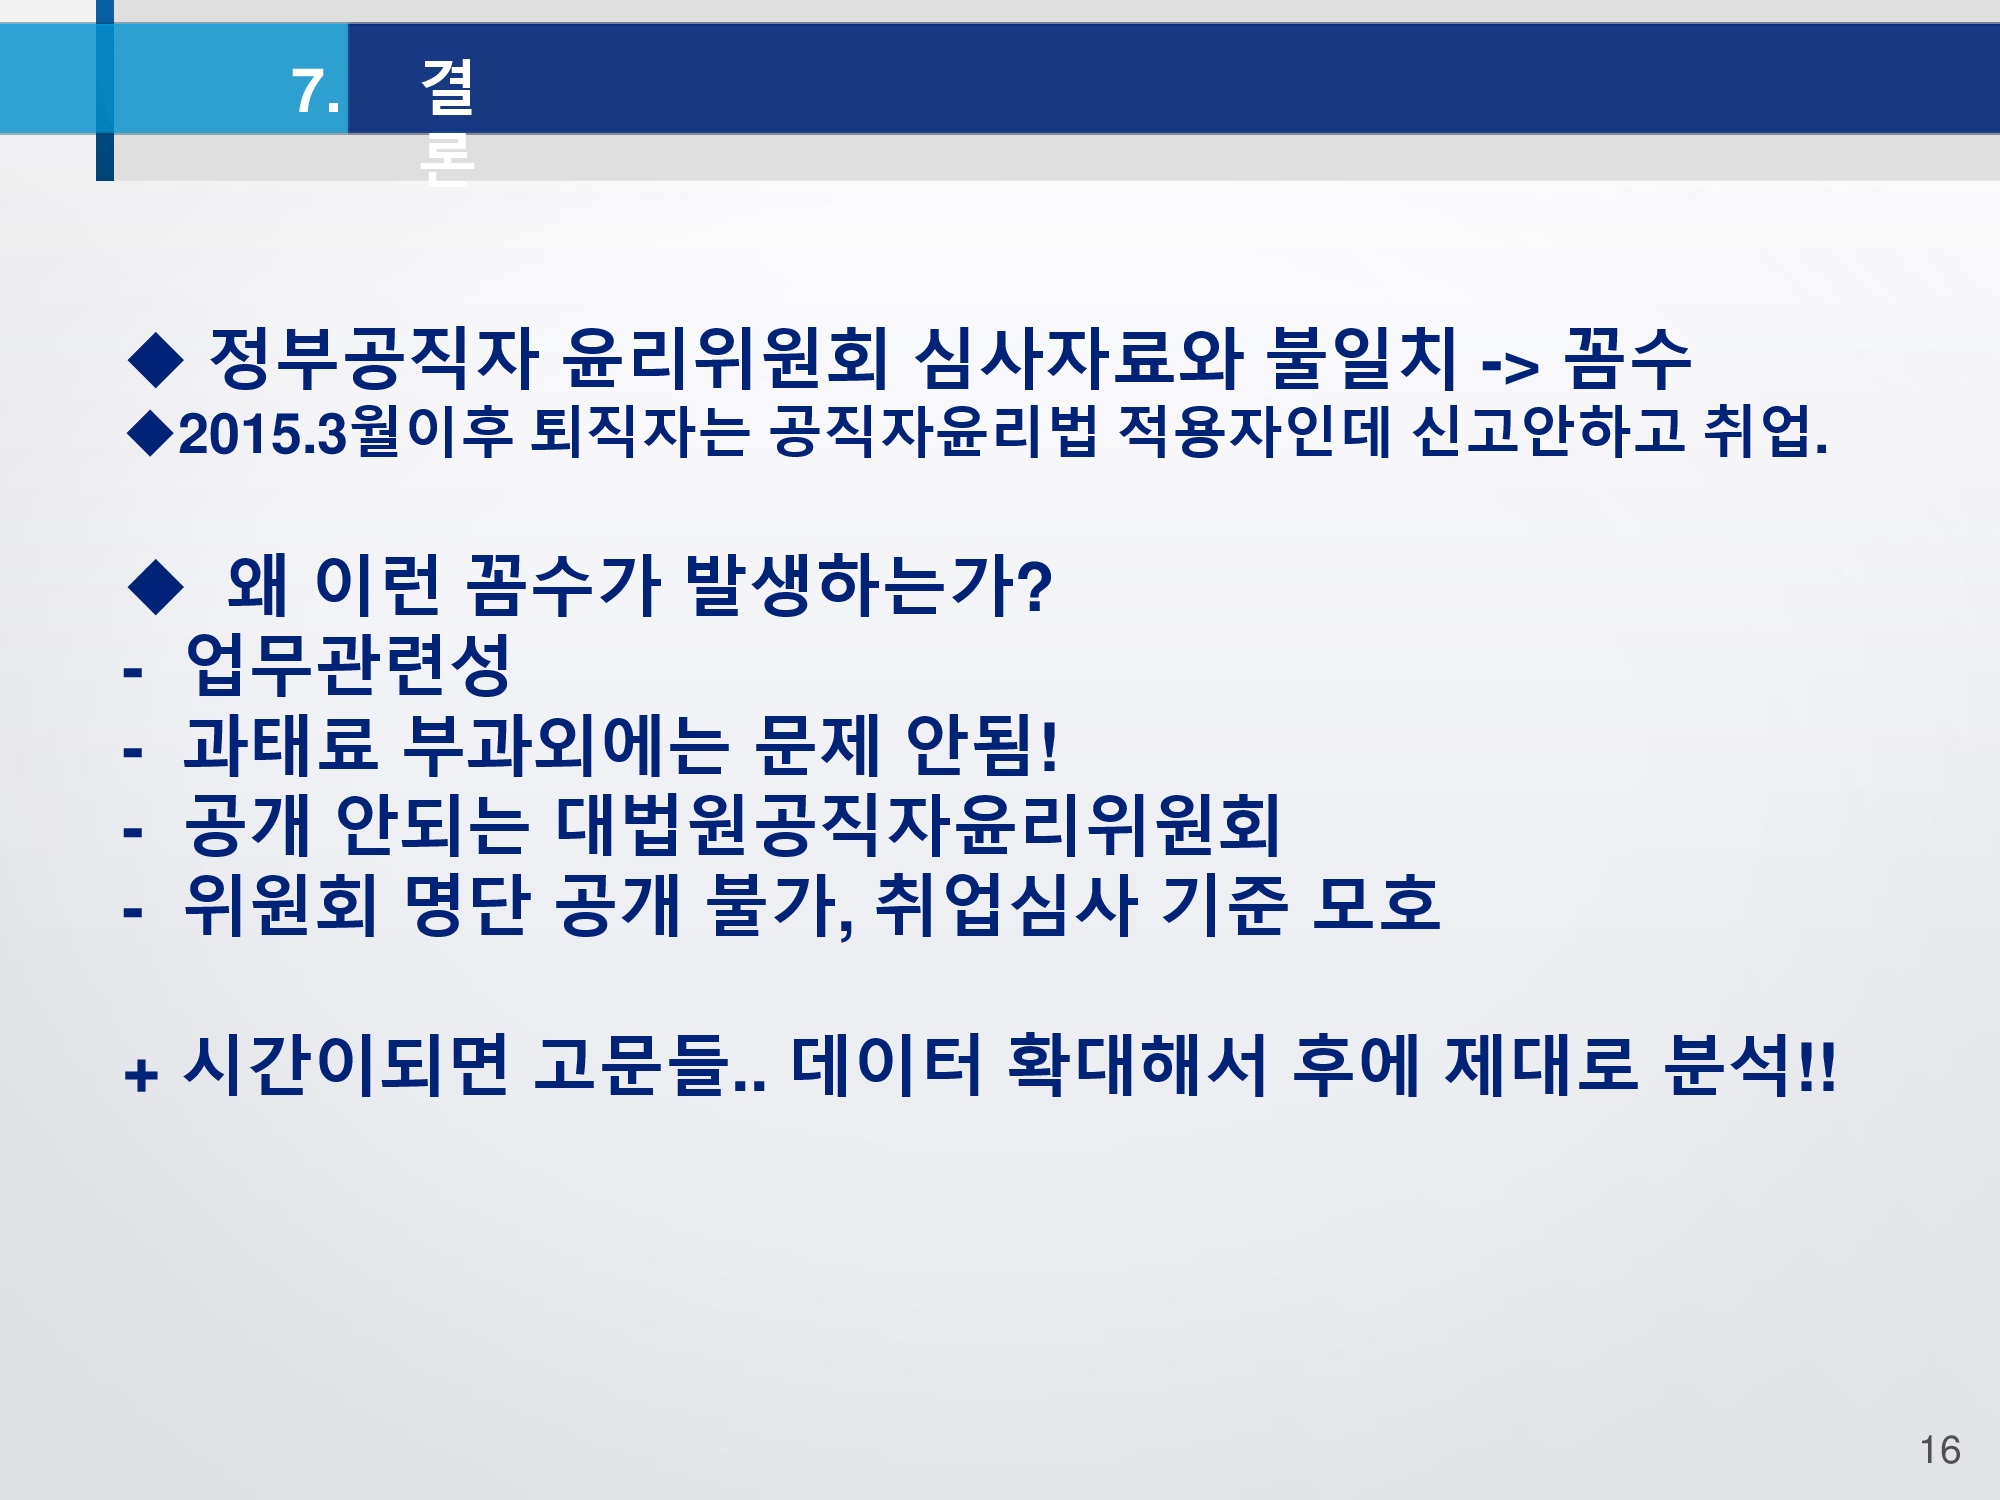 7. 결
론
◆ 정부공직자 윤리위원회 심사자료와 불일치 -> 꼼수
◆2015.3월이후 퇴직자는 공직자윤리법 적용자인데 신고안하고 취업.
◆ 왜 이런 꼼수가 발생하는가?
- 업무관련성
- 과태료 부과외에는 문제 안됨!
- 공개 안되는 대법원공직자윤리위원회
- 위원회 명단 공개 불가, 취업심사 기준 모호
+ 시간이되면 고문들.. 데이터 확대해서 후에 제대로 분석!!
16